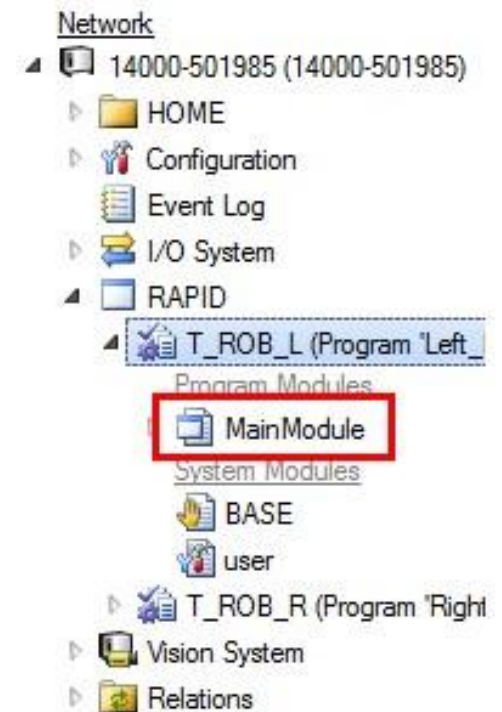 Network
14000-501985 (14000-501985)
HOME
Configuration
Event Log
I/O System
RAPID
T_ROB_L (Program 'Left_
Program Modules
MainModule
System Modules
BASE
user
T_ROB_R (Program 'Right
Vision System
Relations